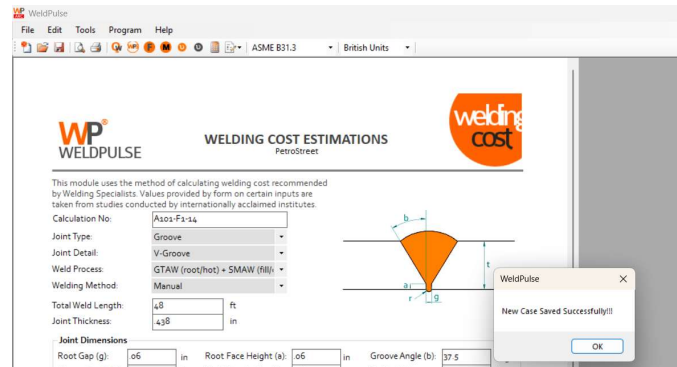 WeldPulse
File Edit Tools Program Help
ASME B31.3 British Units
WP®
WELDPULSE
WELDING COST ESTIMATIONS
PetroStreet
welding
cost
This module uses the method of calculating welding cost recommended
by Welding Specialists. Values provided by form on certain inputs are
taken from studies conducted by internationally acclaimed institutes.
Calculation No: A101-F1-14
Joint Type: Groove
Joint Detail: V-Groove
Weld Process: GTAW (root/hot) + SMAW (fill/
Welding Method: Manual
Total Weld Length: 48 ft
Joint Thickness: .438 in
b
t
a
r g
WeldPulse
New Case Saved Successfully!!!
OK
Joint Dimensions
Root Gap (g): .06 in Root Face Height (a): .06 in Groove Angle (b): 37.5